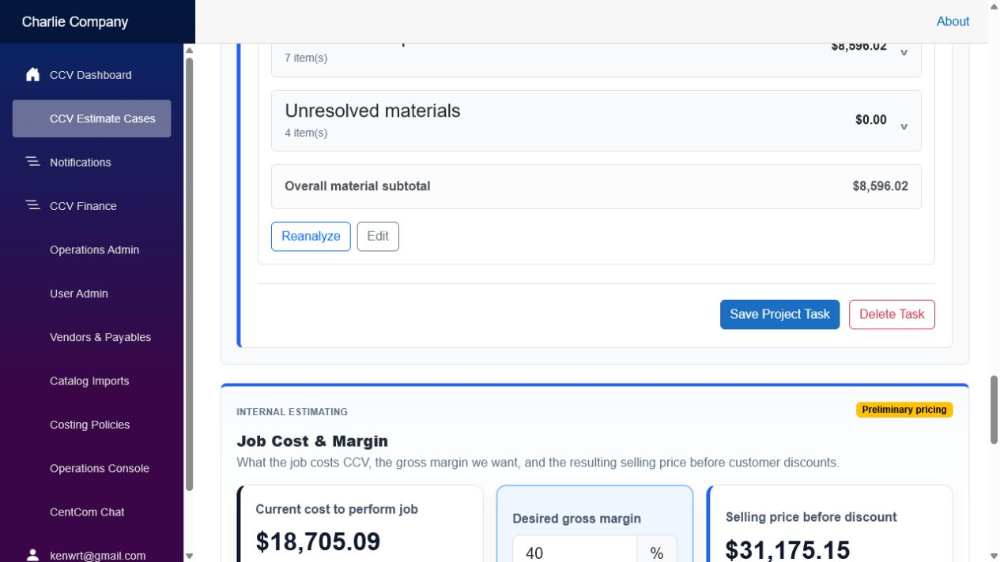 Charlie Company
About
CCV Dashboard
CCV Estimate Cases
Notifications
CCV Finance
Operations Admin
User Admin
Vendors & Payables
Catalog Imports
Costing Policies
Operations Console
CentCom Chat
kenwrt@gmail.com
$8,596.02
7 item(s)
Unresolved materials
4 item(s)
$0.00
Overall material subtotal
$8,596.02
Reanalyze
Edit
Save Project Task
Delete Task
INTERNAL ESTIMATING
Preliminary pricing
Job Cost & Margin
What the job costs CCV, the gross margin we want, and the resulting selling price before customer discounts.
Current cost to perform job
$18,705.09
Desired gross margin
40
%
Selling price before discount
$31,175.15